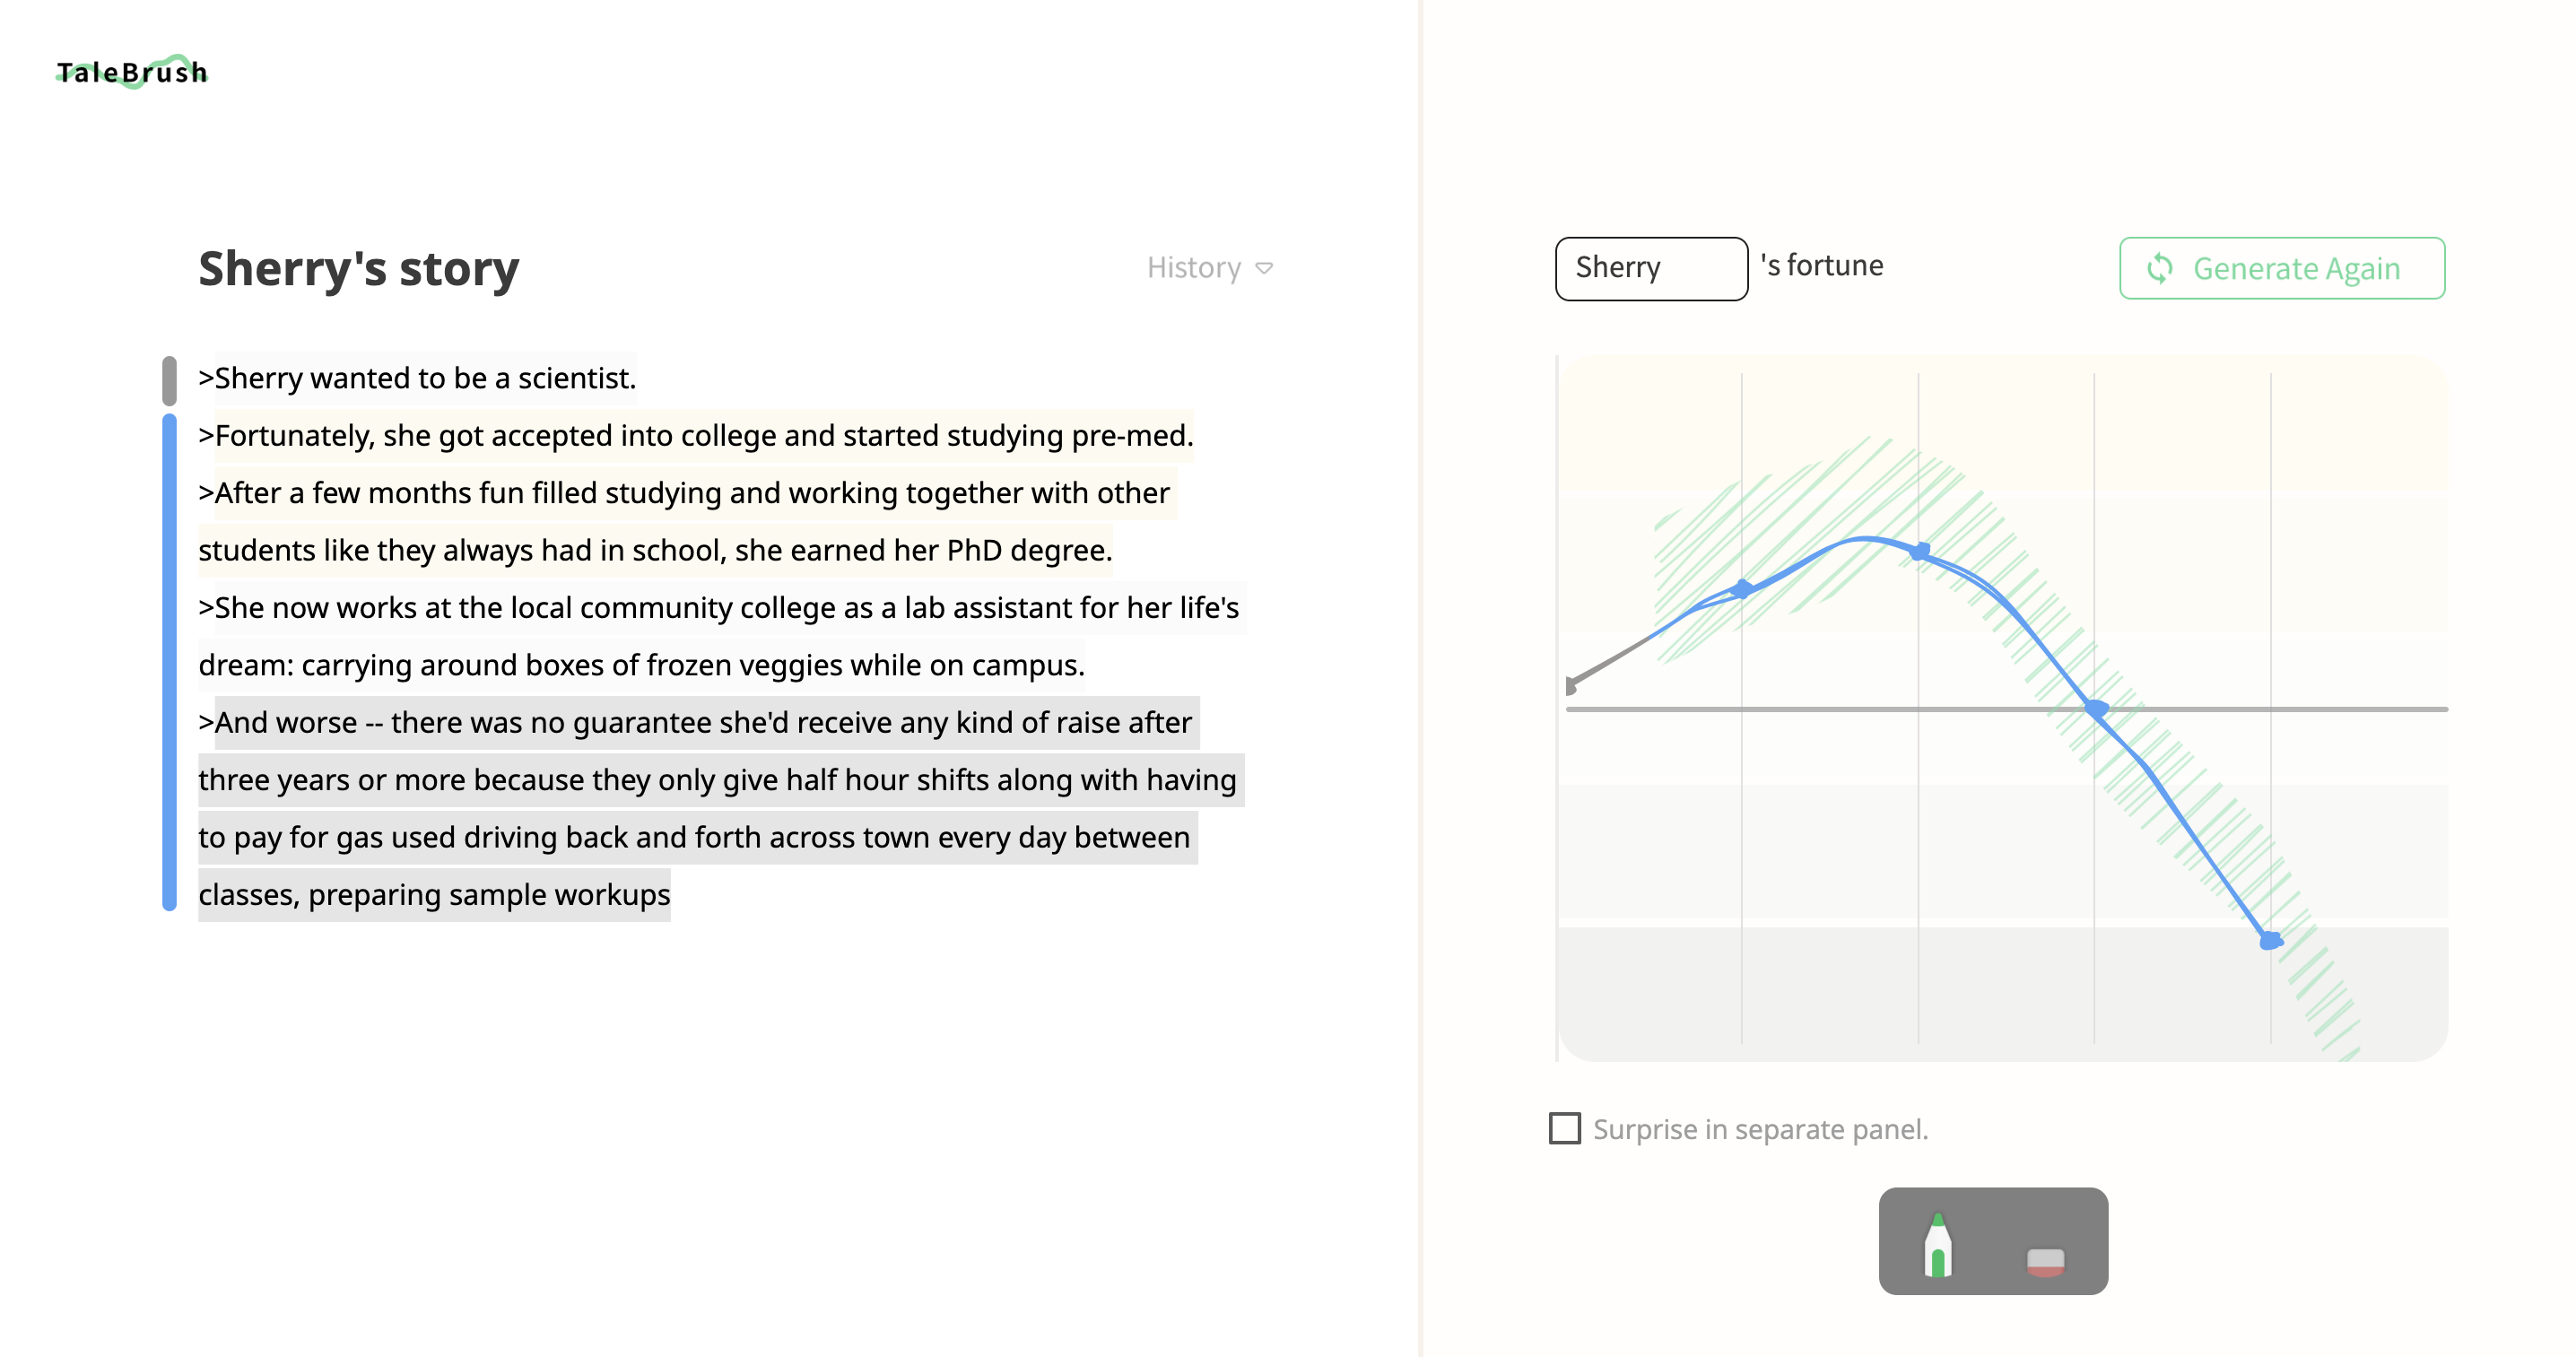 TaleBrush
Sherry's story
History
>Sherry wanted to be a scientist.
>Fortunately, she got accepted into college and started studying pre-med.
>After a few months fun filled studying and working together with other
students like they always had in school, she earned her PhD degree.
>She now works at the local community college as a lab assistant for her life's
dream: carrying around boxes of frozen veggies while on campus.
>And worse -- there was no guarantee she'd receive any kind of raise after
three years or more because they only give half hour shifts along with having
to pay for gas used driving back and forth across town every day between
classes, preparing sample workups
Sherry 's fortune
Generate Again
Surprise in separate panel.